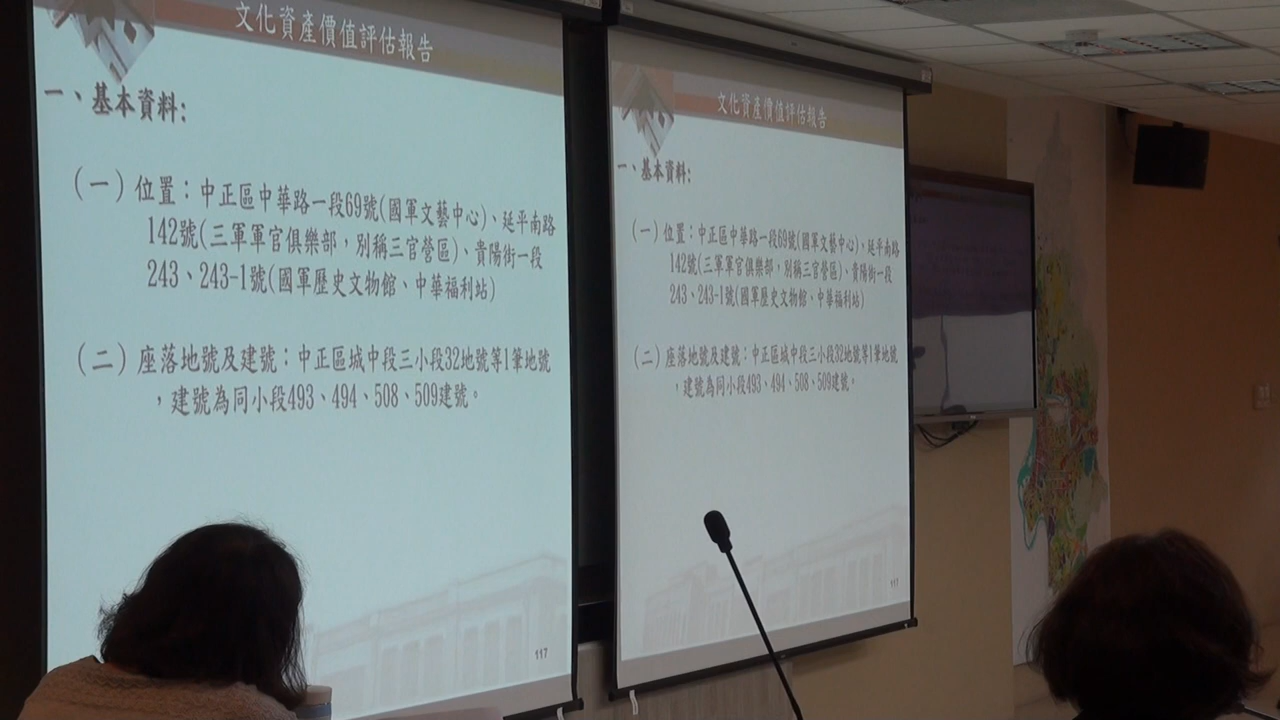 文化資產價值評估報告
一、基本資料:
(一)位置：中正區中華路一段69號(國軍文藝中心)、延平南路
142號(三軍軍官俱樂部，別稱三官營區)、貴陽街一段
243、243-1號(國軍歷史文物館、中華福利站)
(二)座落地號及建號：中正區城中段三小段32地號等1筆地號
，建號為同小段493、494、508、509建號。
117
文化資產價值評估報告
一、基本資料:
(一)位置：中正區中華路一段69號(國軍文藝中心)、延平南路
142號(三軍軍官俱樂部，別稱三官營區)、貴陽街一段
243、243-1號(國軍歷史文物館、中華福利站)
(二)座落地號及建號：中正區城中段三小段32地號等1筆地號
，建號為同小段493、494、508、509建號。
117